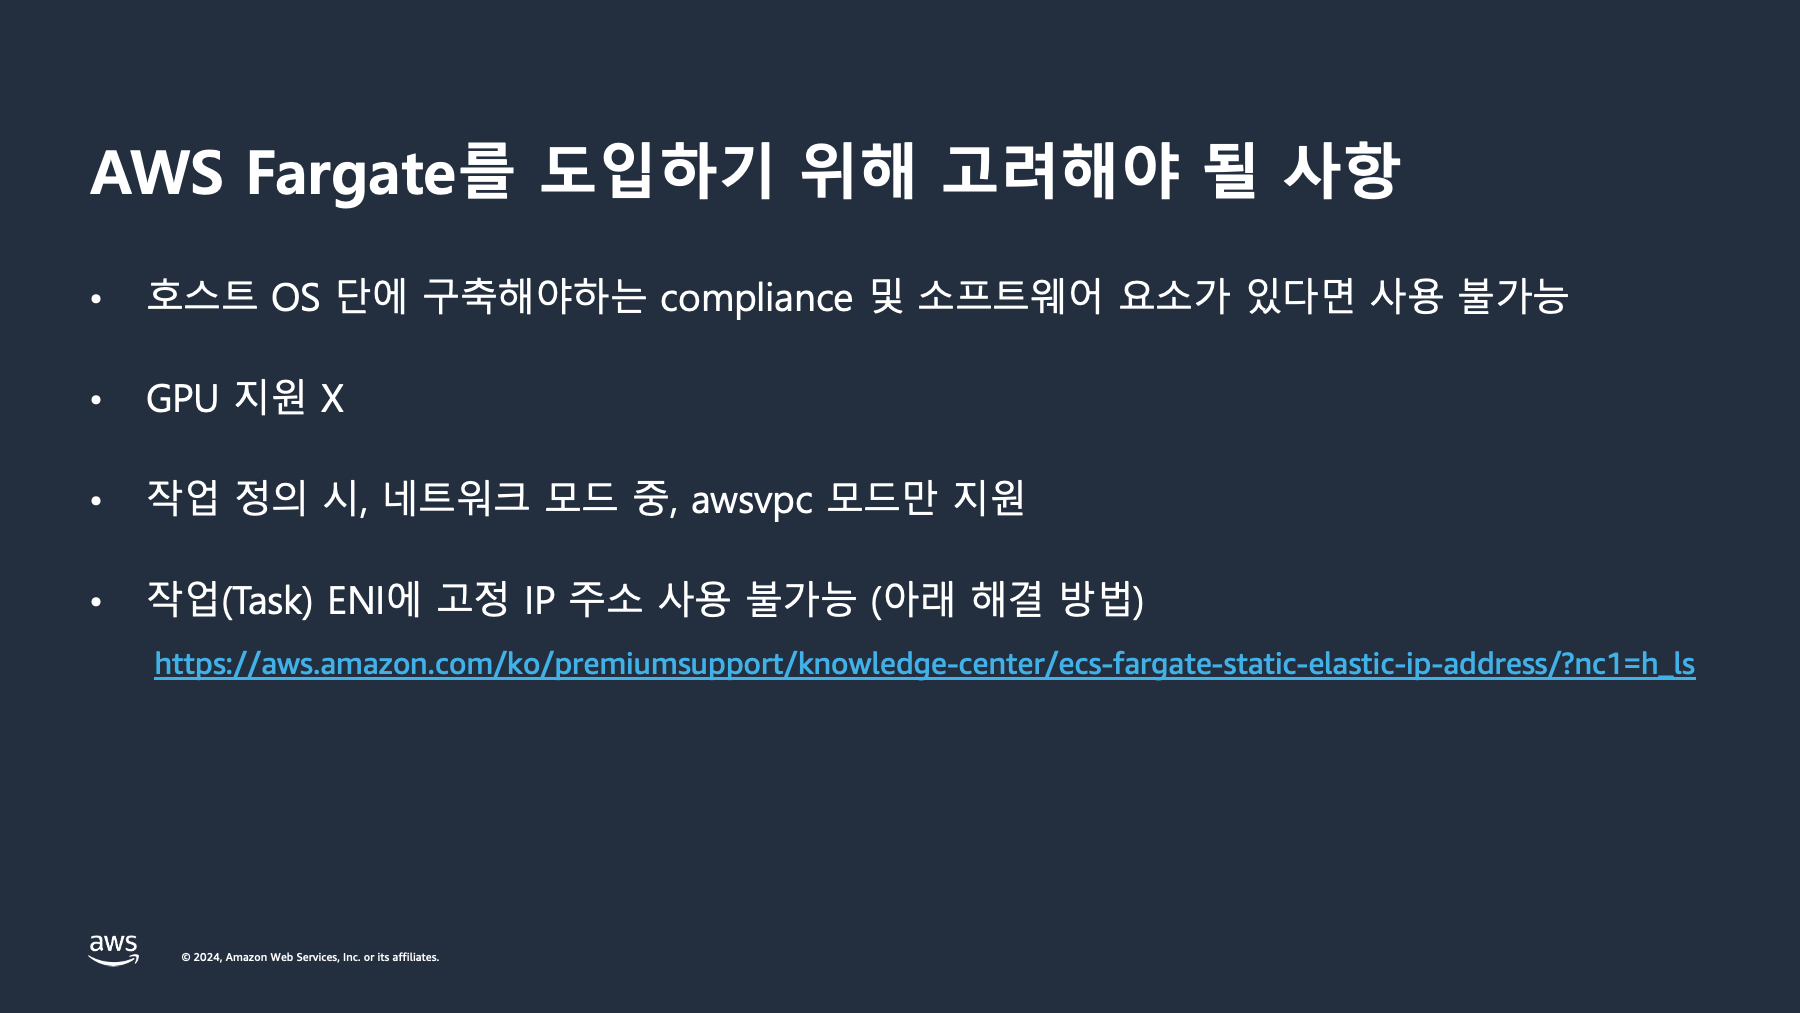 AWS Fargate를 도입하기 위해 고려해야 될 사항
• 호스트 OS 단에 구축해야하는 compliance 및 소프트웨어 요소가 있다면 사용 불가능
• GPU 지원 X
• 작업 정의 시, 네트워크 모드 중, awsvpc 모드만 지원
• 작업(Task) ENI에 고정 IP 주소 사용 불가능 (아래 해결 방법)
https://aws.amazon.com/ko/premiumsupport/knowledge-center/ecs-fargate-static-elastic-ip-address/?nc1=h_ls
aws
© 2024, Amazon Web Services, Inc. or its affiliates.